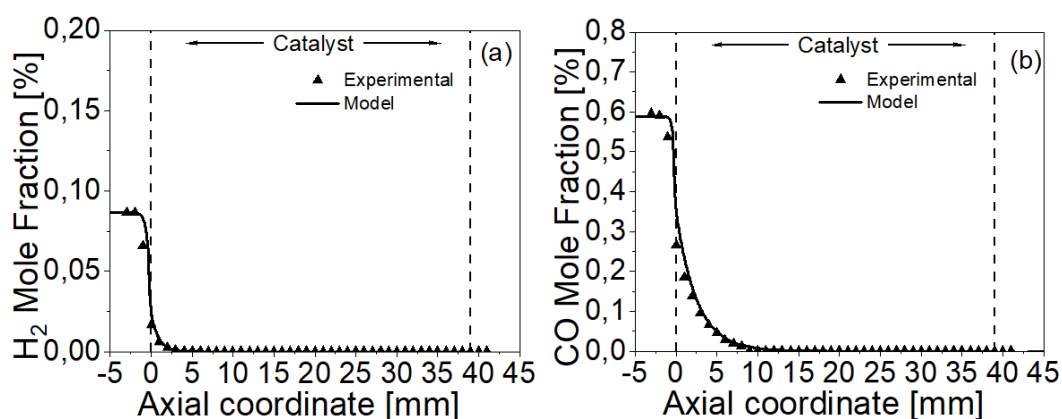 0,20
0,15
0,10
0,05
0,00
H₂ Mole Fraction [%]
Catalyst
(a)
Experimental
Model
-5 0 5 10 15 20 25 30 35 40 45
Axial coordinate [mm]
0,8
0,7
0,6
0,5
0,4
0,3
0,2
0,1
0,0
CO Mole Fraction [%]
Catalyst
(b)
Experimental
Model
-5 0 5 10 15 20 25 30 35 40 45
Axial coordinate [mm]